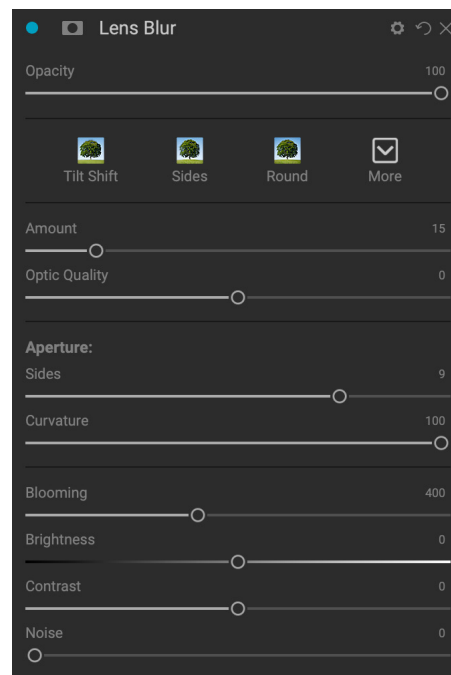 Lens Blur
Opacity 100
Tilt Shift Sides Round More
Amount 15
Optic Quality 0
Aperture:
Sides 9
Curvature 100
Blooming 400
Brightness 0
Contrast 0
Noise 0